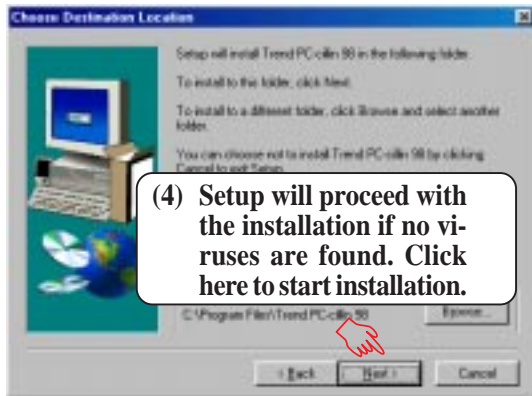 Choose Destination Location
Setup will install Trend PC-cillin 98 in the following folder.
To install to this folder, click Next.
To install to a different folder, click Browse and select another
folder.
You can choose not to install Trend PC-cillin 98 by clicking
Cancel to exit Setup.
(4) Setup will proceed with
the installation if no vi-
ruses are found. Click
here to start installation.
C:\Program Files\Trend PC-cillin 98
Browse...
< Back
Next >
Cancel